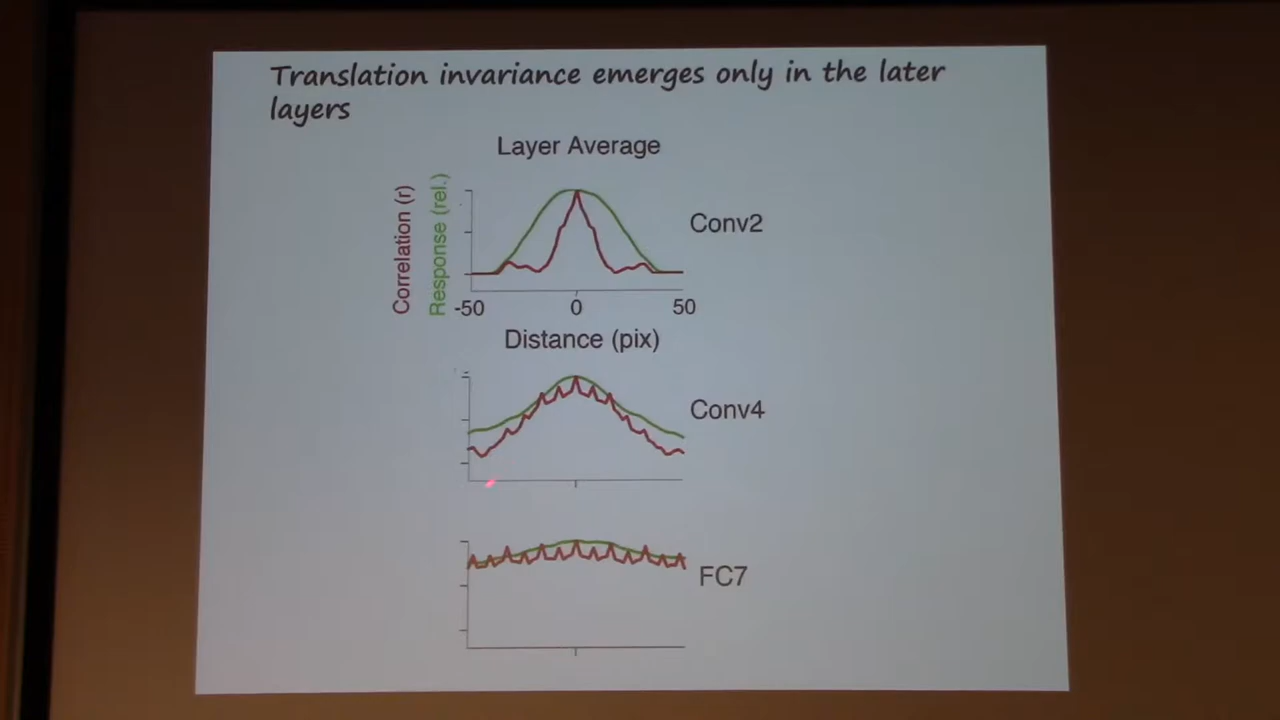 Translation invariance emerges only in the later
layers
Layer Average
Correlation (r)
Response (rel.)
Conv2
-50 0 50
Distance (pix)
Conv4
FC7